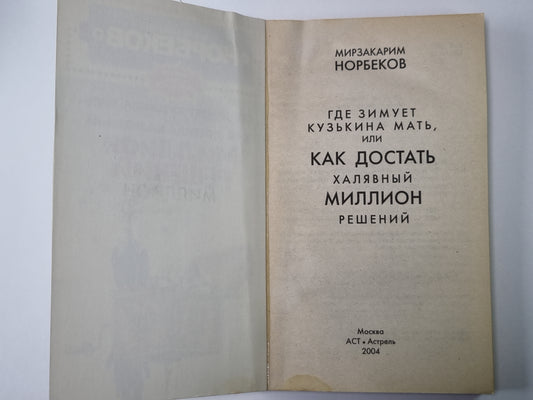 МИРЗАКАРИМ
НОРБЕКОВ
ГДЕ ЗИМУЕТ
КУЗЬКИНА МАТЬ,
ИЛИ
КАК ДОСТАТЬ
ХАЛЯВНЫЙ
МИЛЛИОН
РЕШЕНИЙ
Москва
АСТ • Астрель
2004